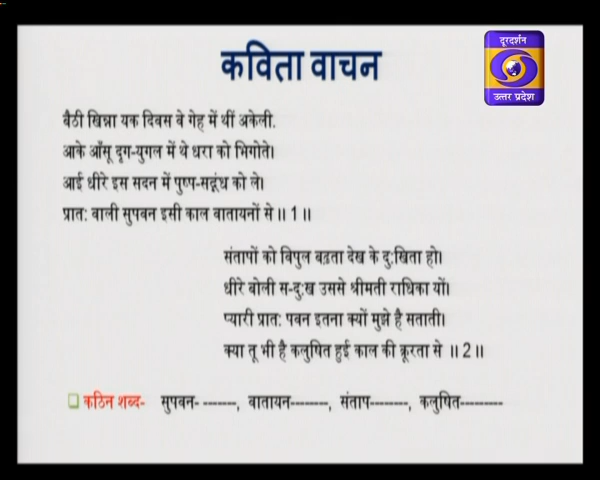 कविता वाचन
दूरदर्शन
उत्तर प्रदेश
बैठी खिन्ना यक दिवस वे गेह में थीं अकेली.
आके आँसू दृग-युगल में थे धरा को भिगोते।
आई धीरे इस सदन में पुष्प-सद्गंध को ले।
प्रात: वाली सुपवन इसी काल वातायनों से॥ 1॥
संतापों को विपुल बढ़ता देख के दु:खिता हो।
धीरे बोली स-दु:ख उससे श्रीमती राधिका यों।
प्यारी प्रात: पवन इतना क्यों मुझे है सताती।
क्या तू भी है कलुषित हुई काल की क्रूरता से ॥ 2॥
कठिन शब्द- सुपवन- -------, वातायन--------, संताप--------, कलुषित---------